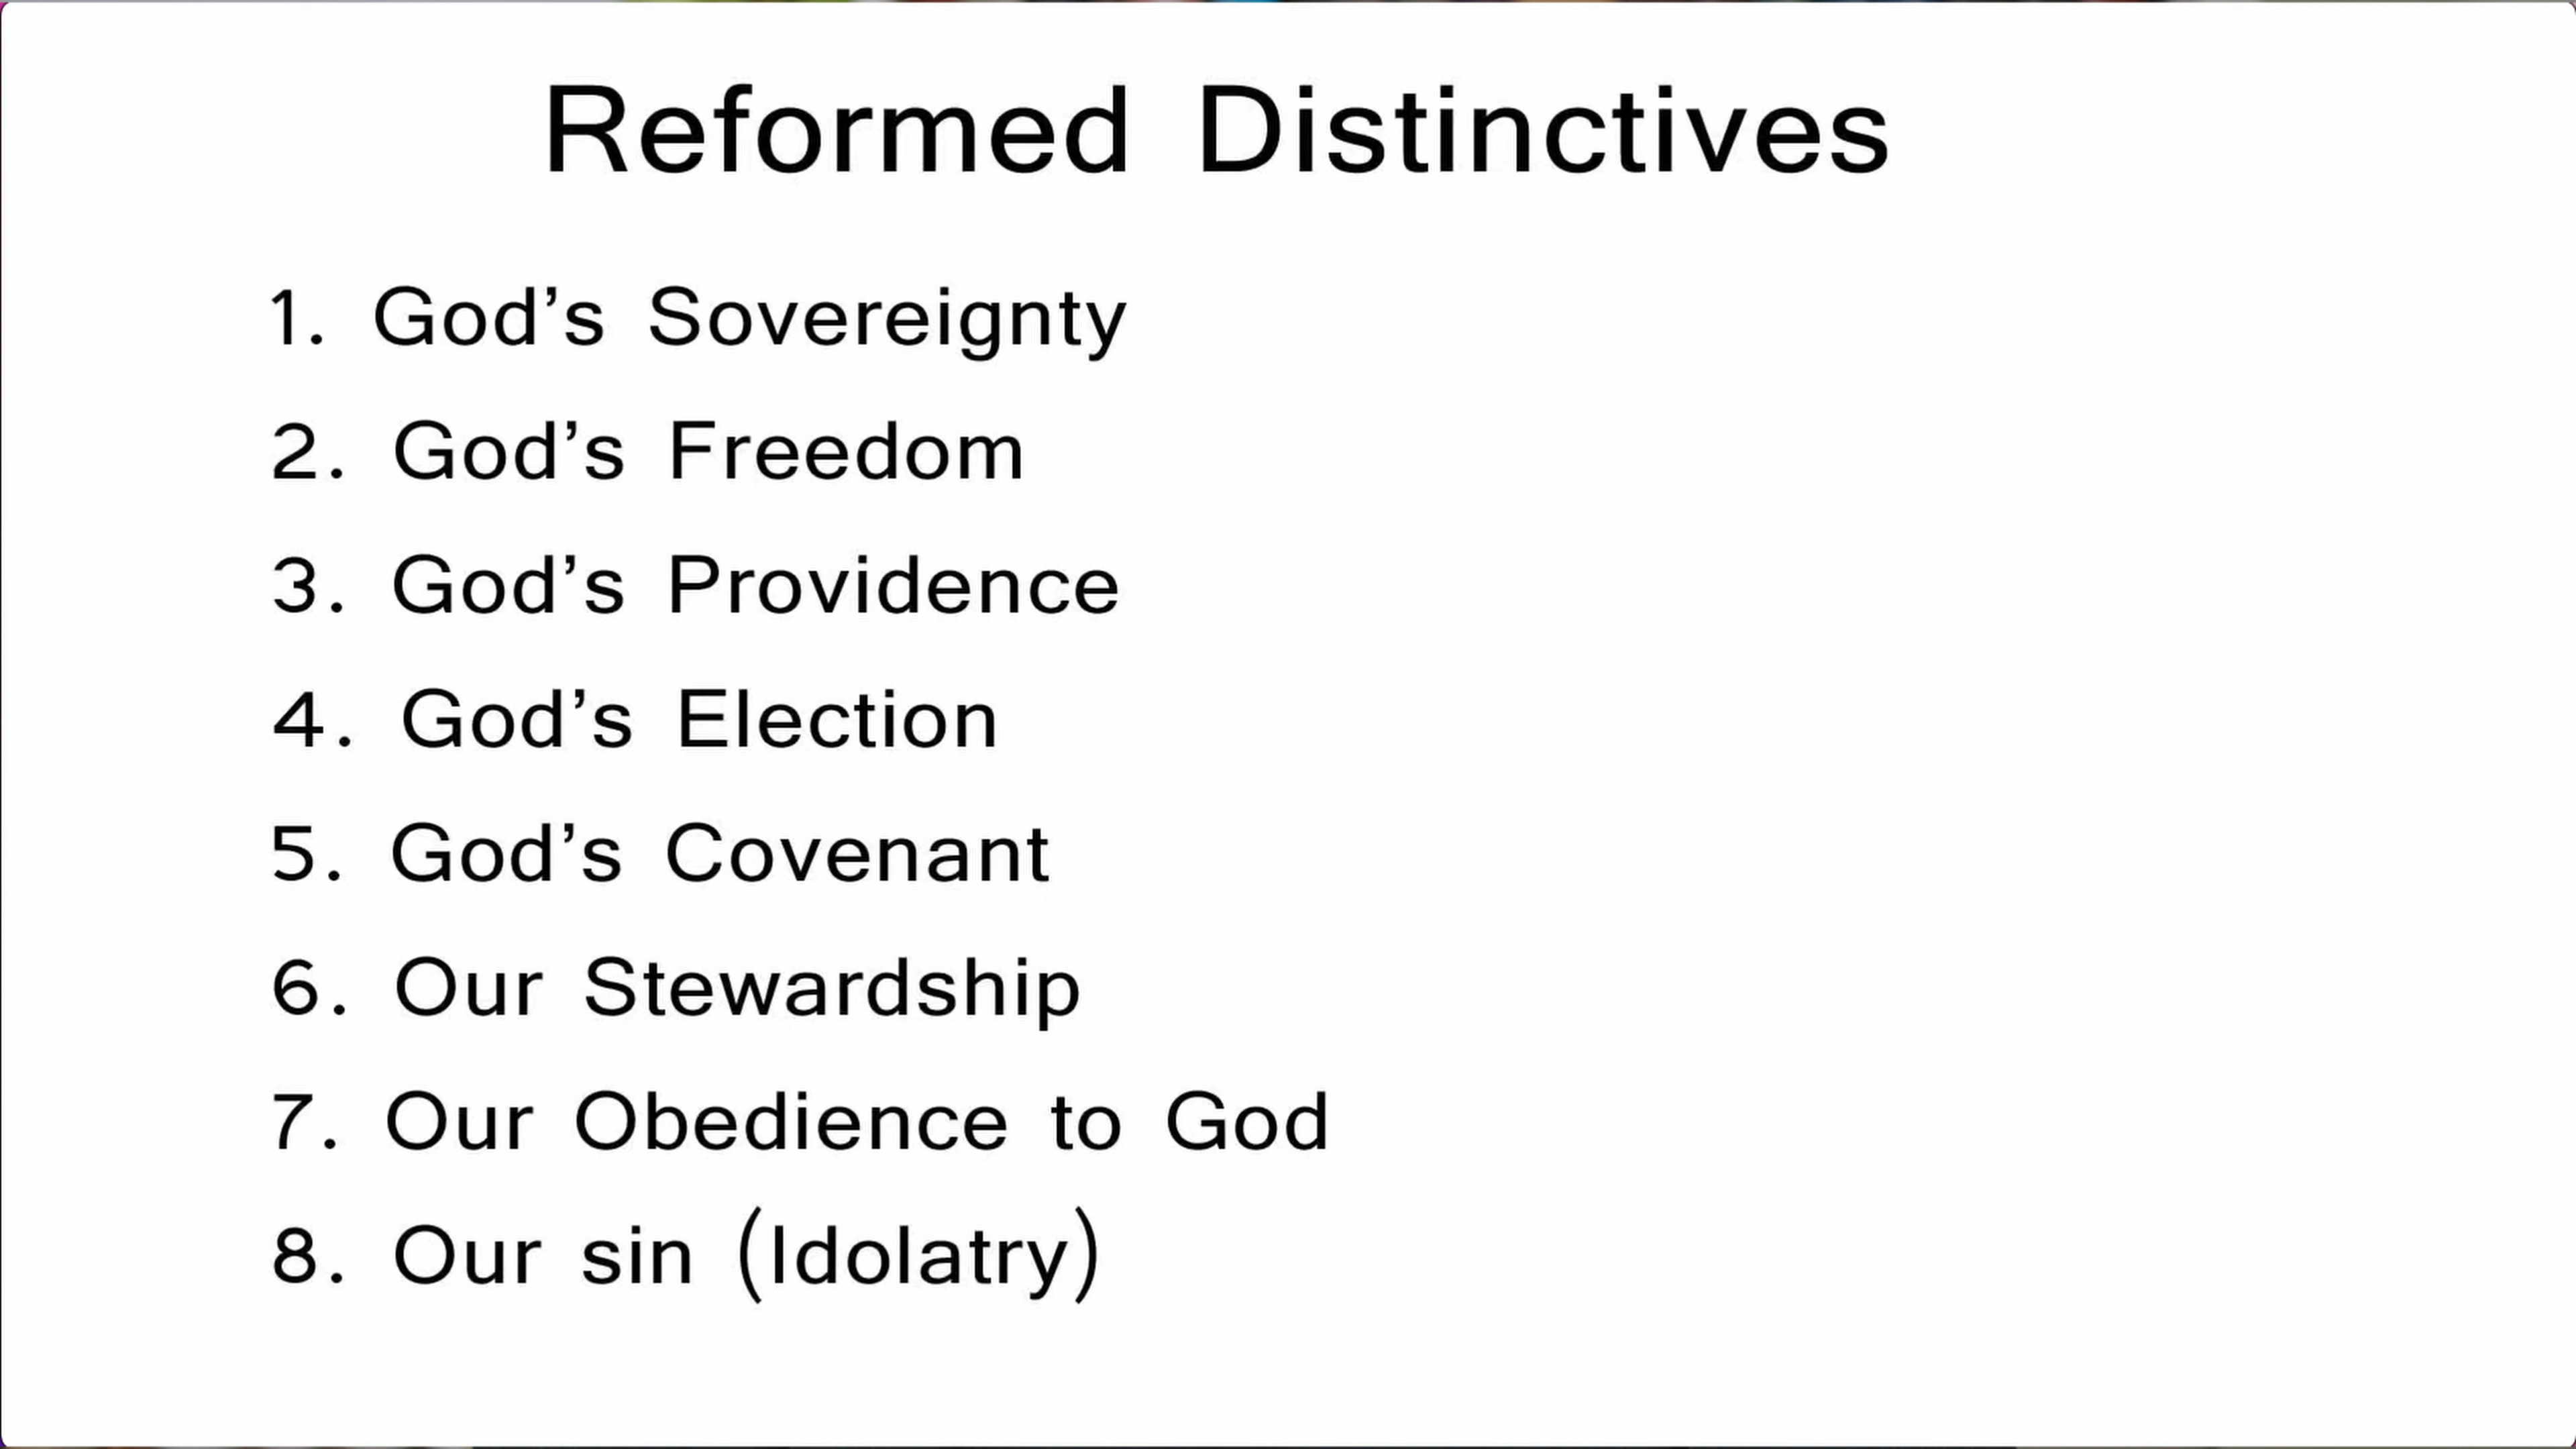 Reformed Distinctives
1. God’s Sovereignty
2. God’s Freedom
3. God’s Providence
4. God’s Election
5. God’s Covenant
6. Our Stewardship
7. Our Obedience to God
8. Our sin (Idolatry)